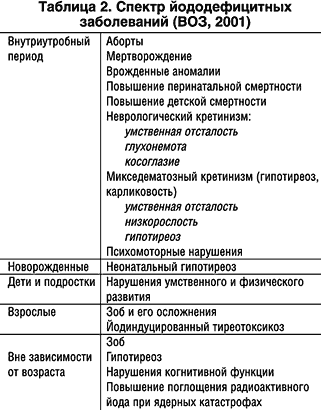 Таблица 2. Спектр йододефицитных
заболеваний (ВОЗ, 2001)
Внутриутробный Аборты
период Мертворождение
Врожденные аномалии
Повышение перинатальной смертности
Повышение детской смертности
Неврологический кретинизм:
умственная отсталость
глухонемота
косоглазие
Микседематозный кретинизм (гипотиреоз,
карликовость)
умственная отсталость
низкорослость
гипотиреоз
Психомоторные нарушения
Новорожденные Неонатальный гипотиреоз
Дети и подростки Нарушения умственного и физического
развития
Взрослые Зоб и его осложнения
Йодиндуцированный тиреотоксикоз
Зоб
Вне зависимости Гипотиреоз
от возраста Нарушения когнитивной функции
Повышение поглощения радиоактивного
йода при ядерных катастрофах